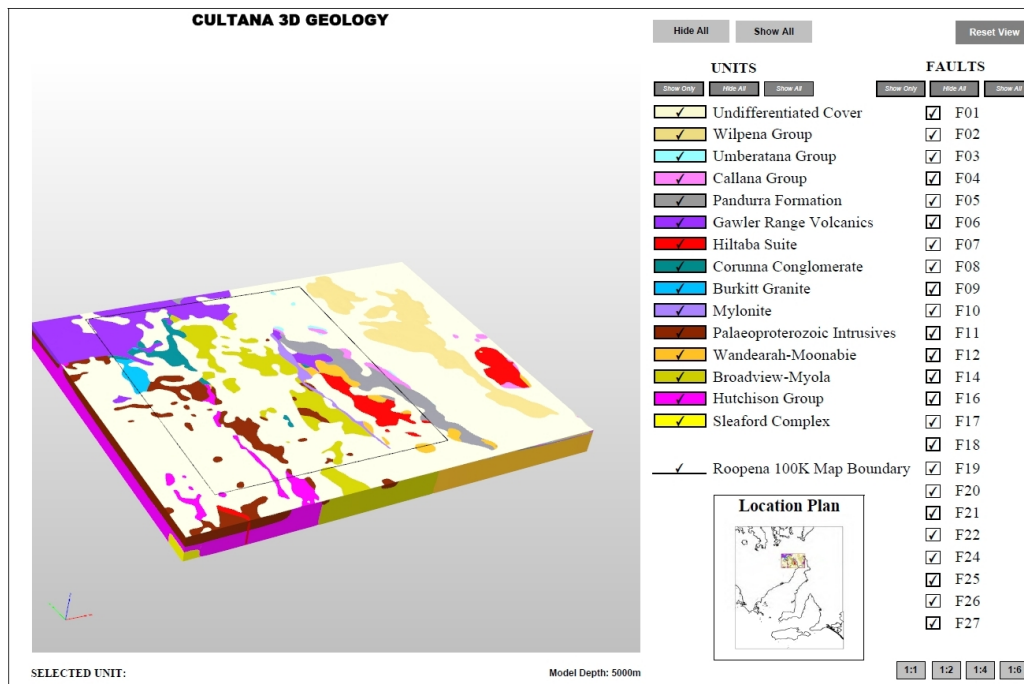 CULTANA 3D GEOLOGY
Hide All
Show All
Reset View
UNITS
Show Only
Hide All
Show All
Undifferentiated Cover
Wilpena Group
Umberatana Group
Callana Group
Pandurra Formation
Gawler Range Volcanics
Hiltaba Suite
Corunna Conglomerate
Burkitt Granite
Mylonite
Palaeoproterozoic Intrusives
Wandearah-Moonabie
Broadview-Myola
Hutchison Group
Sleaford Complex
Roopena 100K Map Boundary
Location Plan
FAULTS
Show Only
Hide All
Show All
F01
F02
F03
F04
F05
F06
F07
F08
F09
F10
F11
F12
F14
F16
F17
F18
F19
F20
F21
F22
F24
F25
F26
F27
SELECTED UNIT:
Model Depth: 5000m
1:1
1:2
1:4
1:6